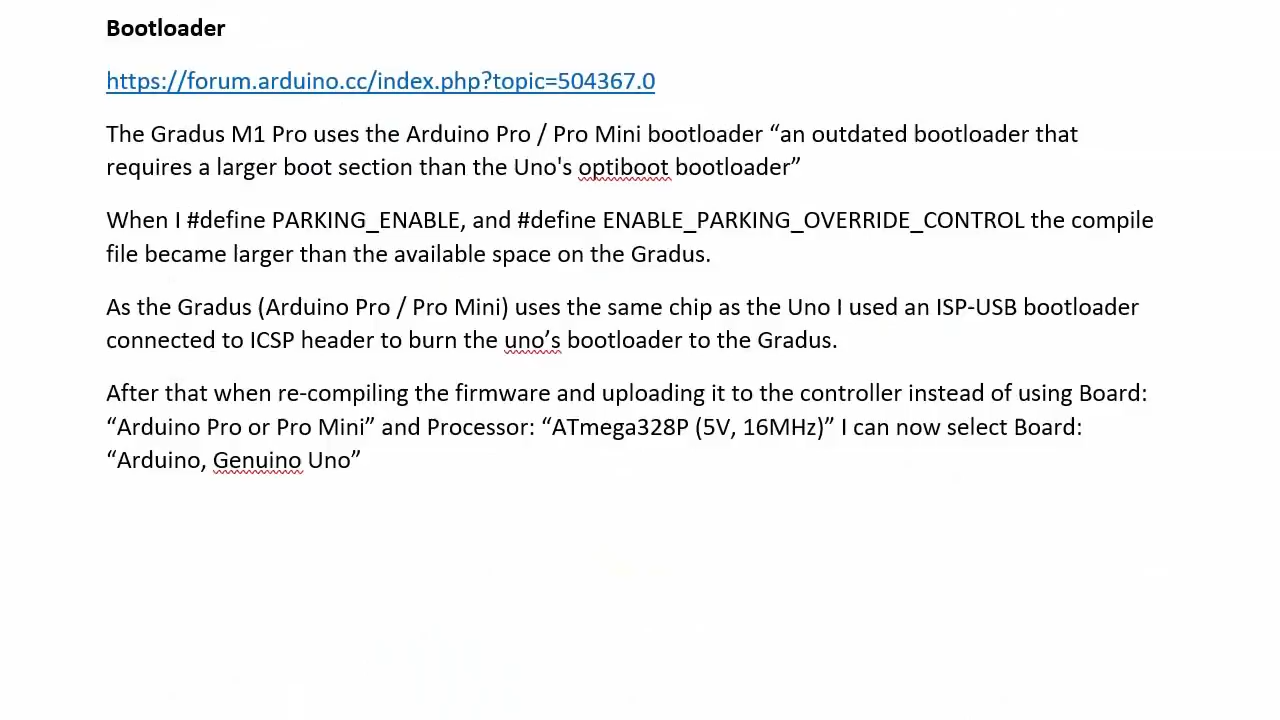 Bootloader
https://forum.arduino.cc/index.php?topic=504367.0
The Gradus M1 Pro uses the Arduino Pro / Pro Mini bootloader “an outdated bootloader that
requires a larger boot section than the Uno's optiboot bootloader”
When I #define PARKING_ENABLE, and #define ENABLE_PARKING_OVERRIDE_CONTROL the compile
file became larger than the available space on the Gradus.
As the Gradus (Arduino Pro / Pro Mini) uses the same chip as the Uno I used an ISP-USB bootloader
connected to ICSP header to burn the uno’s bootloader to the Gradus.
After that when re-compiling the firmware and uploading it to the controller instead of using Board:
“Arduino Pro or Pro Mini” and Processor: “ATmega328P (5V, 16MHz)” I can now select Board:
“Arduino, Genuino Uno”